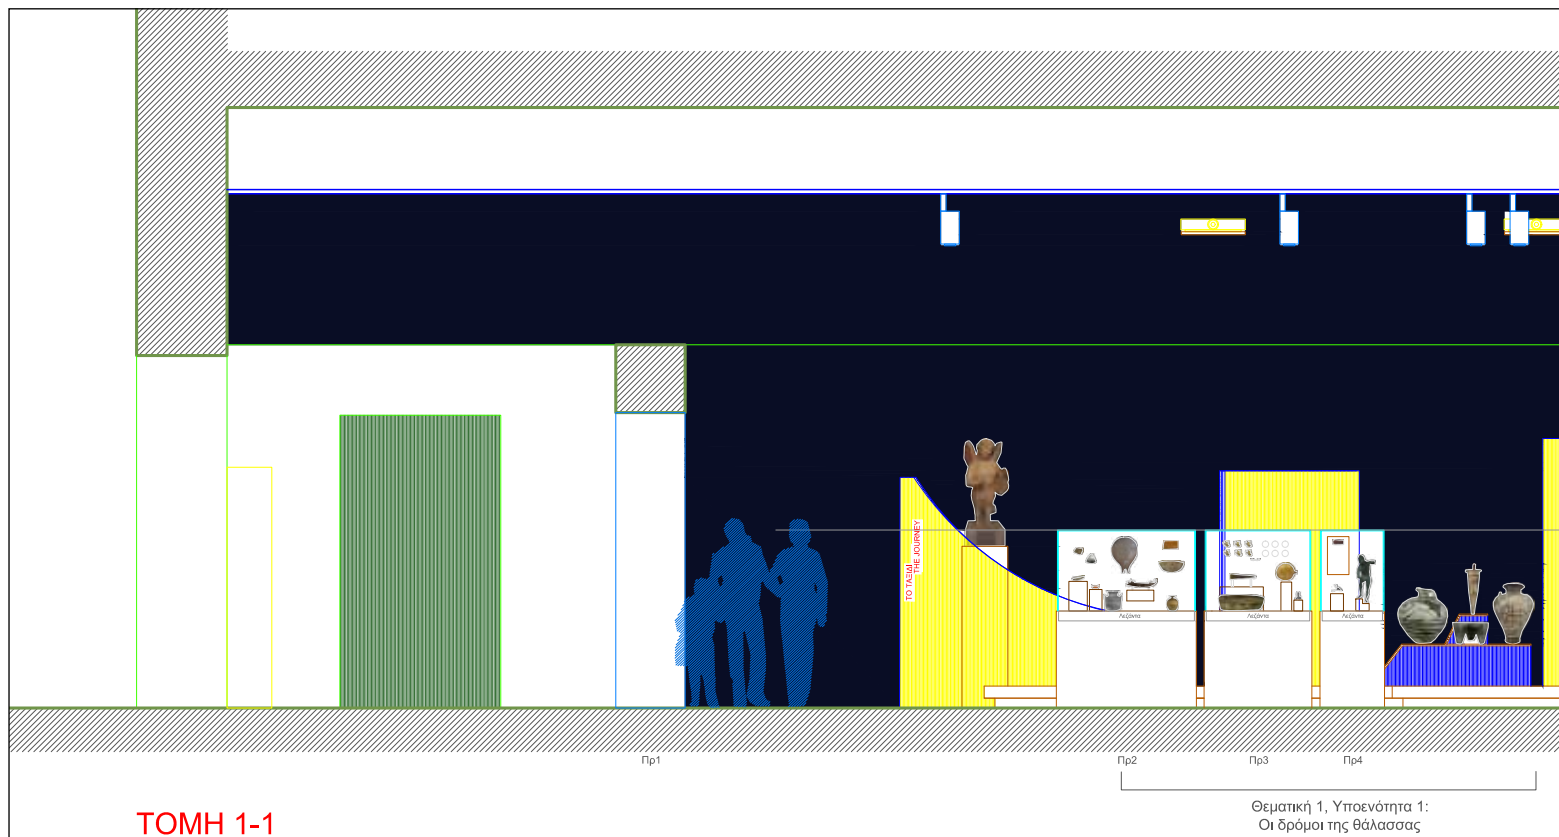 ΤΟ ΤΑΞΙΔΙ
THE JOURNEY
Λεζάντα
Λεζάντα
Λεζάντα
Πρ1
Πρ2
Πρ3
Πρ4
Θεματική 1, Υποενότητα 1:
Οι δρόμοι της θάλασσας
ΤΟΜΗ 1-1